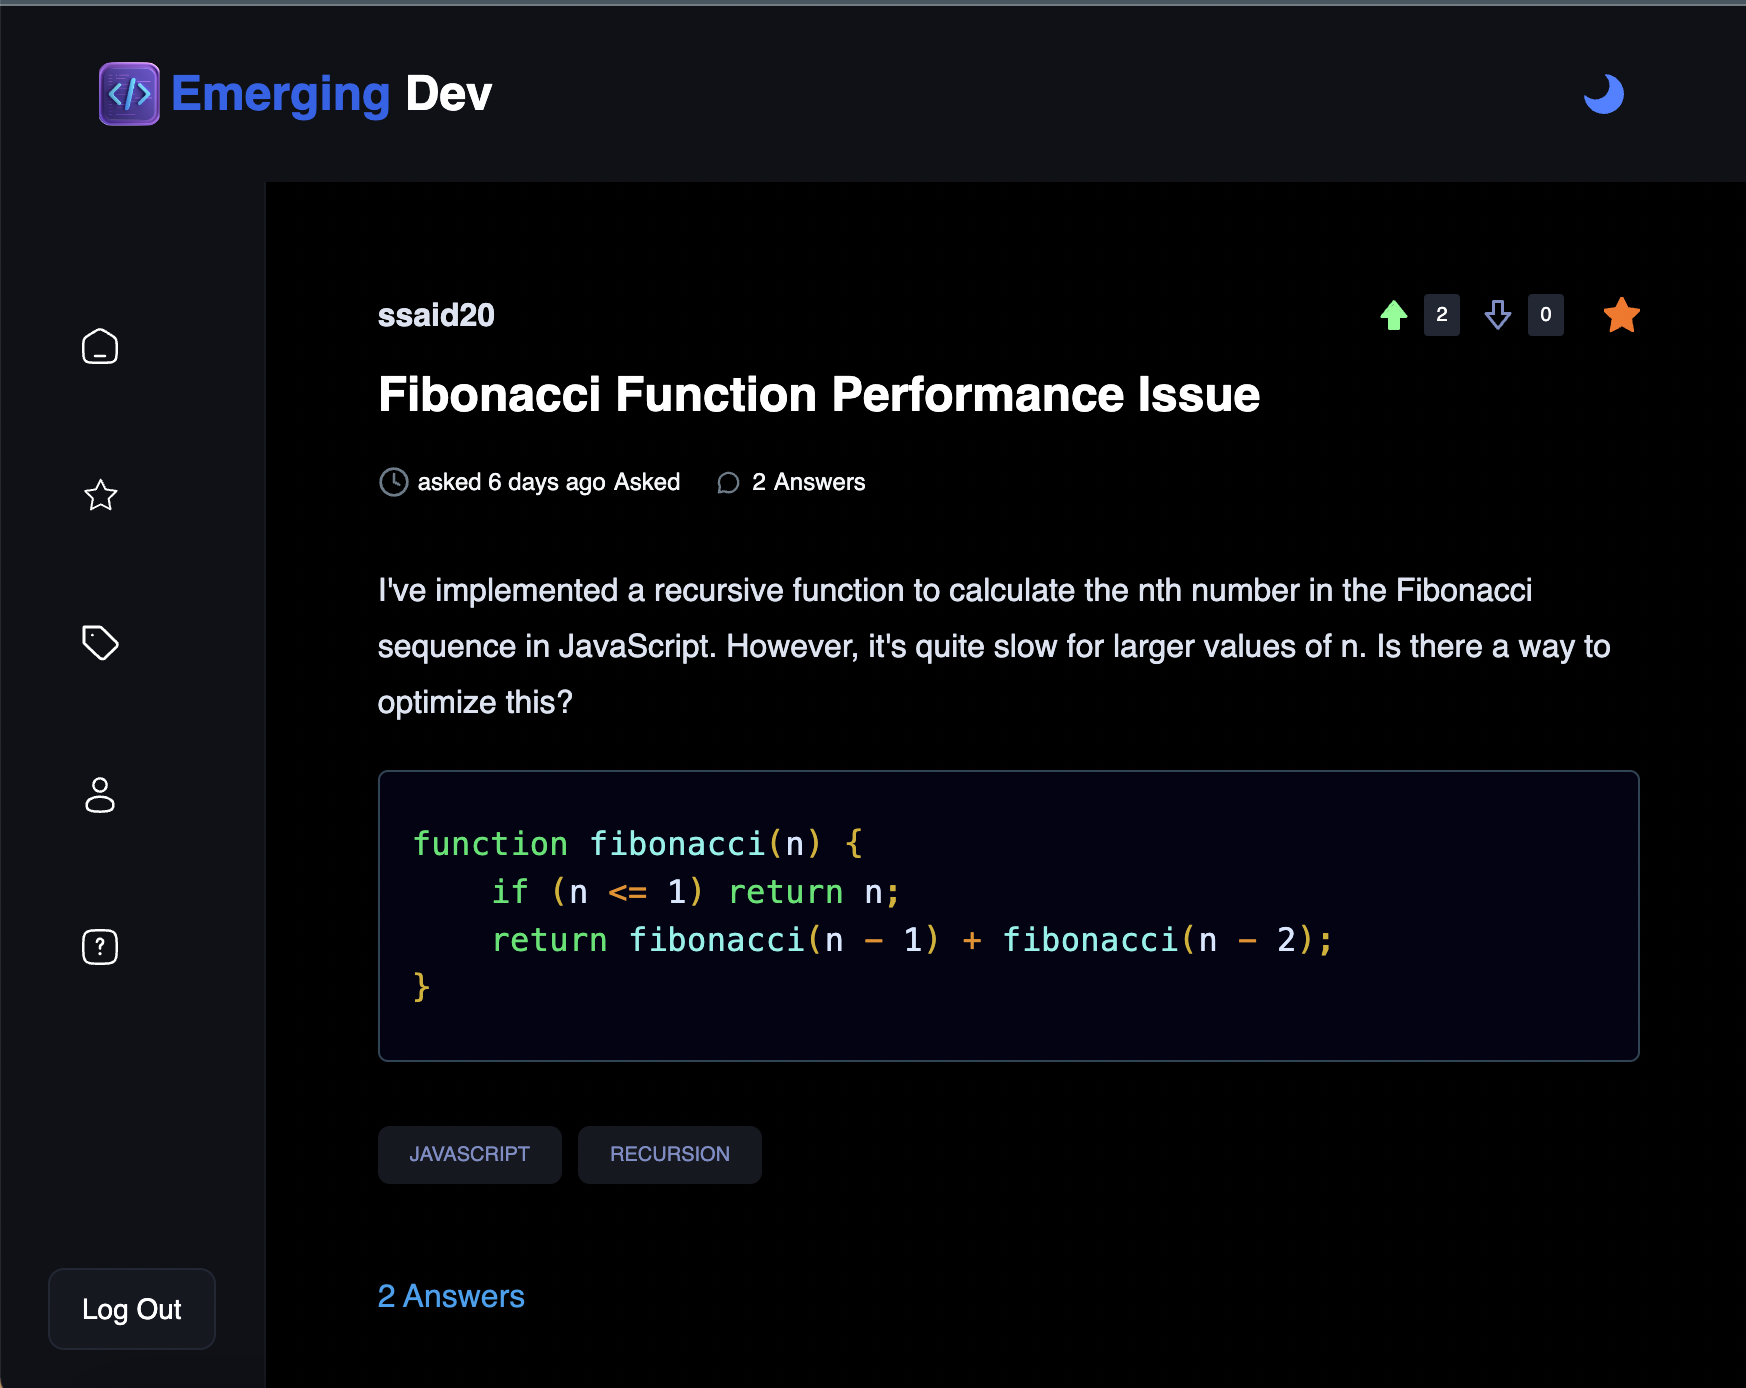 Emerging Dev
ssaid20
2
0
Fibonacci Function Performance Issue
asked 6 days ago Asked
2 Answers
I've implemented a recursive function to calculate the nth number in the Fibonacci
sequence in JavaScript. However, it's quite slow for larger values of n. Is there a way to
optimize this?
function fibonacci(n) {
    if (n <= 1) return n;
    return fibonacci(n - 1) + fibonacci(n - 2);
}
JAVASCRIPT
RECURSION
2 Answers
Log Out